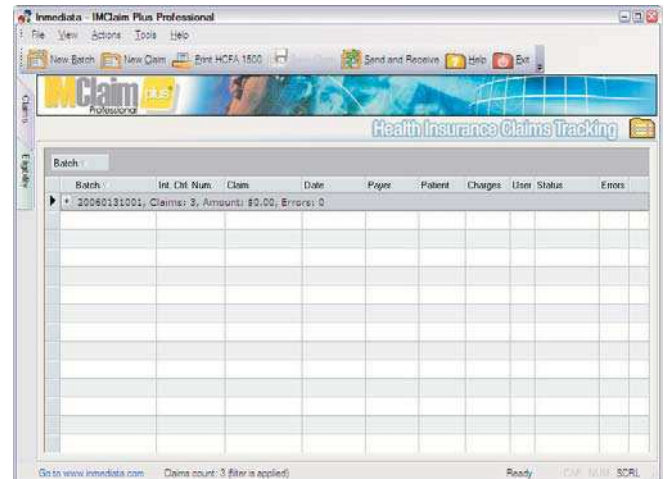 Inmediata - IMClaim Plus Professional
File View Actions Tools Help
New Batch New Claim Print HCFA 1500 Send and Receive Help Exit
IMClaim plus
Professional
Health Insurance Claims Tracking
Claims
Eligibility
Batch
Batch Int. Ctrl. Num. Claim Date Payer Patient Charges User Status Errors
20060131001, Claims: 3, Amount: $0.00, Errors: 0
Go to www.inmediata.com Claims count: 3 (filter is applied) Ready CAP NUM SCRL